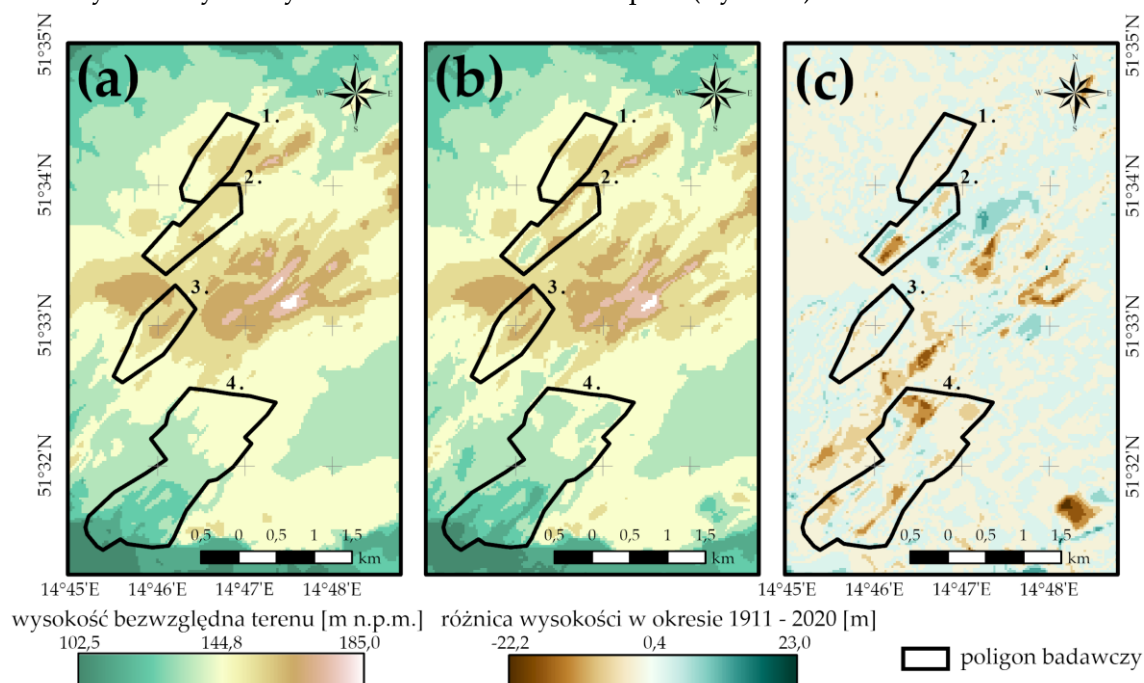 (a)
(b)
(c)
N
W E
S
N
W E
S
N
W E
S
1.
2.
3.
4.
1.
2.
3.
4.
1.
2.
3.
4.
51°35'N
51°34'N
51°33'N
51°32'N
51°35'N
51°34'N
51°33'N
51°32'N
0,5 0 0,5 1 1,5
km
0,5 0 0,5 1 1,5
km
0,5 0 0,5 1 1,5
km
14°45'E 14°46'E 14°47'E 14°48'E
14°45'E 14°46'E 14°47'E 14°48'E
wysokość bezwzględna terenu [m n.p.m.]
102,5 144,8 185,0
różnica wysokości w okresie 1911 - 2020 [m]
-22,2 0,4 23,0
poligon badawczy